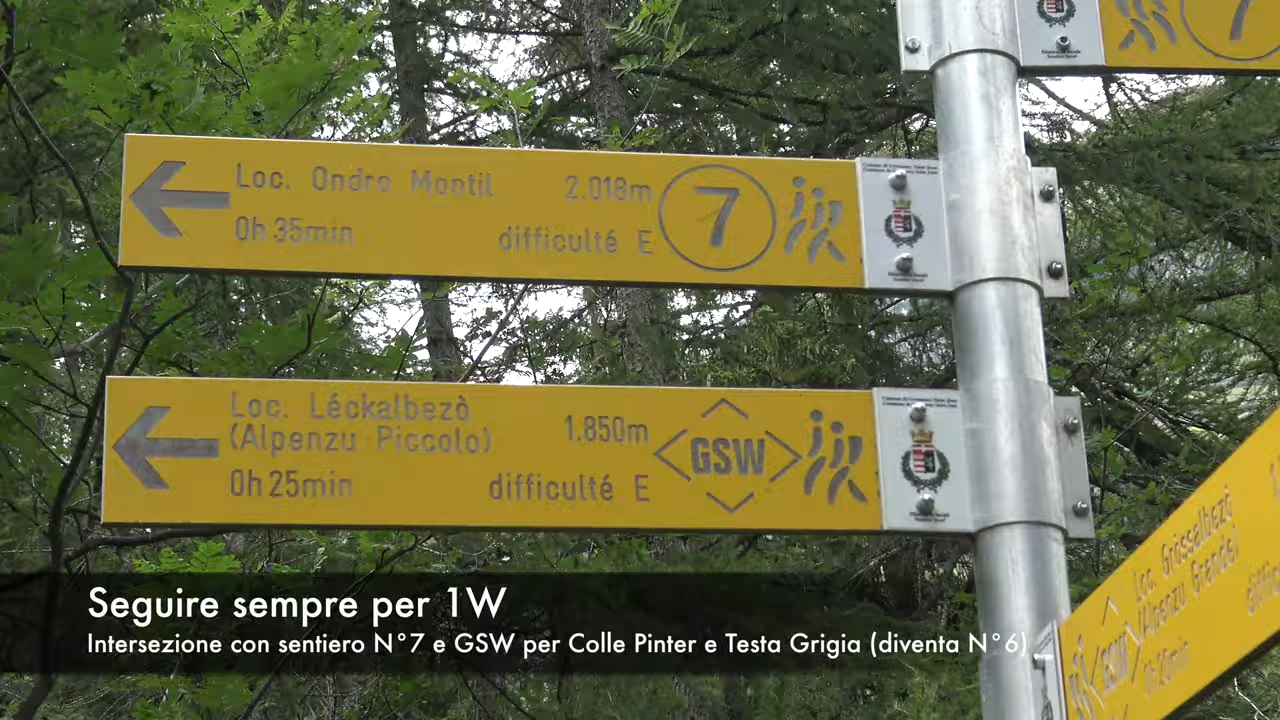 7
Loc. Ondro Montil 2.018m
0h 35min difficulté E
7
Loc. Léckalbezò
(Alpenzu Piccolo) 1.850m
0h 25min difficulté E
GSW
Loc. Grösselbezò
(Alpenzu Grande)
GSW
Seguire sempre per 1W
Intersezione con sentiero N°7 e GSW per Colle Pinter e Testa Grigia (diventa N°6)